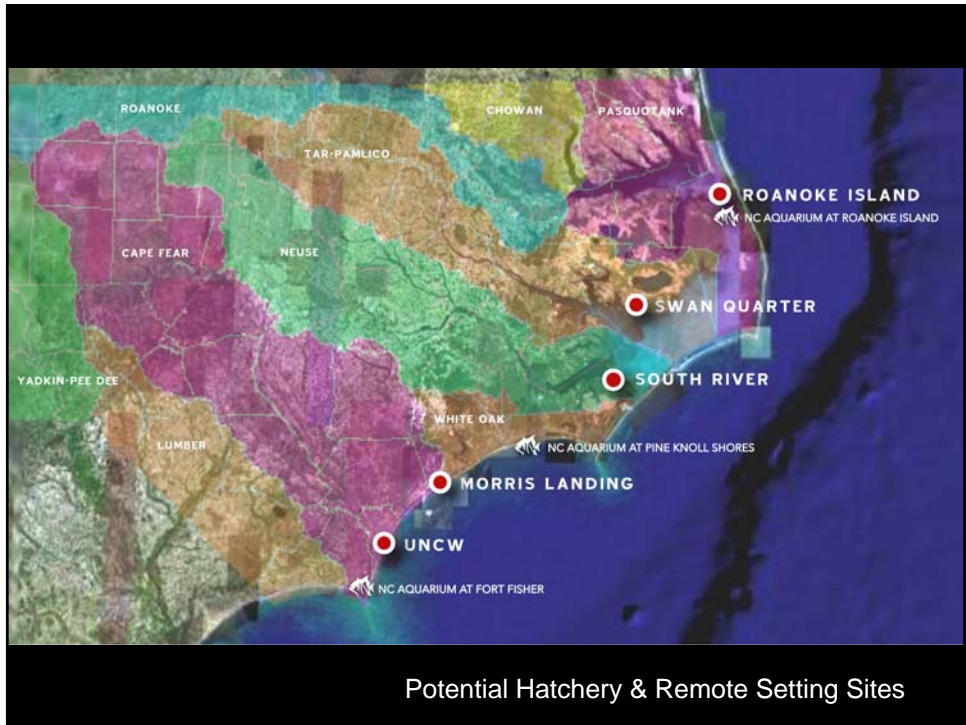 ROANOKE
CHOWAN
PASQUOTANK
TAR-PAMLICO
ROANOKE ISLAND
NC AQUARIUM AT ROANOKE ISLAND
CAPE FEAR
NEUSE
SWAN QUARTER
YADKIN-PEE DEE
SOUTH RIVER
WHITE OAK
LUMBER
NC AQUARIUM AT PINE KNOLL SHORES
MORRIS LANDING
UNCW
NC AQUARIUM AT FORT FISHER
Potential Hatchery & Remote Setting Sites